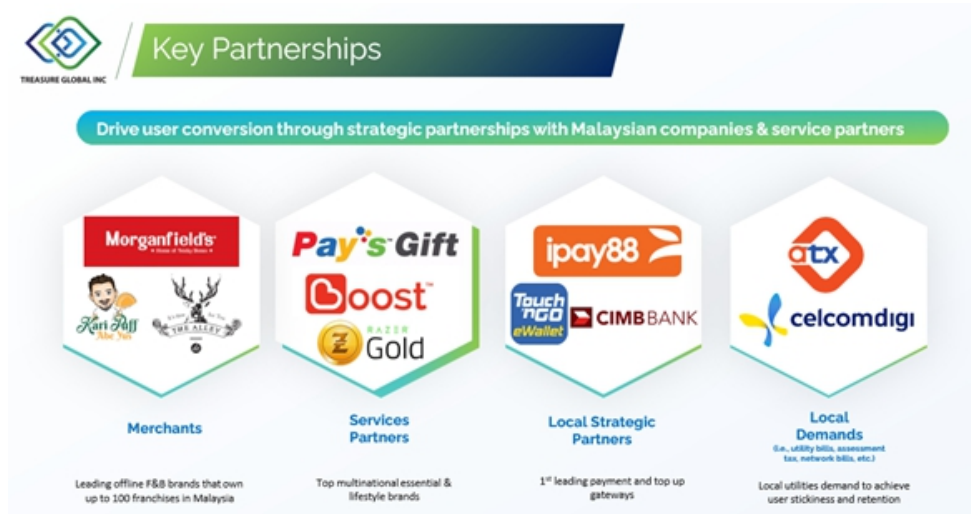 TREASURE GLOBAL INC
Key Partnerships
Drive user conversion through strategic partnerships with Malaysian companies & service partners
Morganfield's
Kari Puff
THE ALLEY
Merchants
Leading offline F&B brands that own
up to 100 franchises in Malaysia
Pay's Gift
Boost™
RAZER
Gold
Services
Partners
Top multinational essential &
lifestyle brands
ipay88
Touch
'nGO
eWallet
CIMB BANK
Local Strategic
Partners
1st leading payment and top up
gateways
atx
celcomdigi
Local
Demands
(i.e., utility bills, assessment
tax, network bills, etc.)
Local utilities demand to achieve
user stickiness and retention